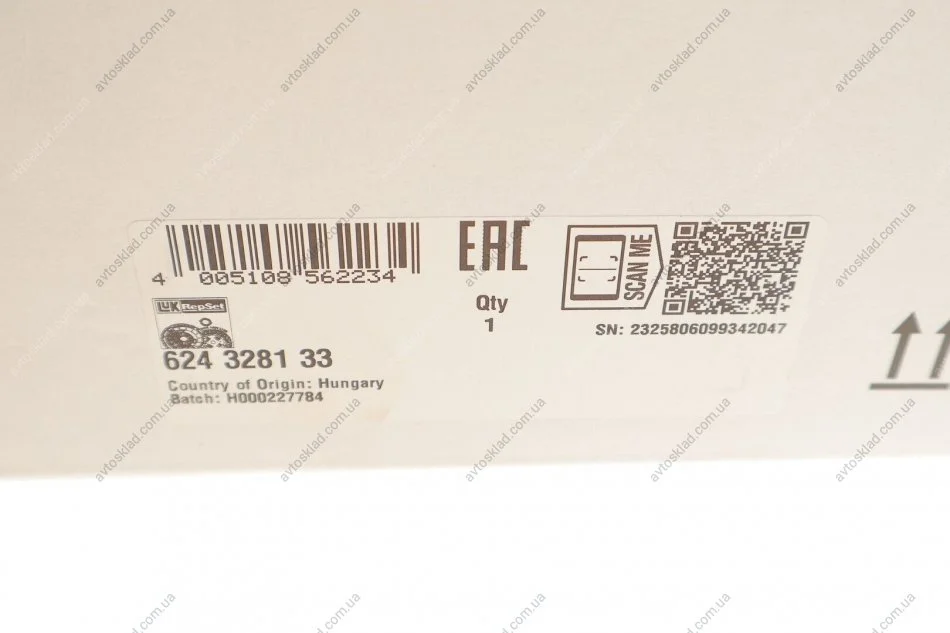 4 005108 562234
EAC
SCAN ME
Qty
1
SN: 2325806099342047
LuK RepSet
624 3281 33
Country of Origin: Hungary
Batch: H000227784
avtosklad.com.ua